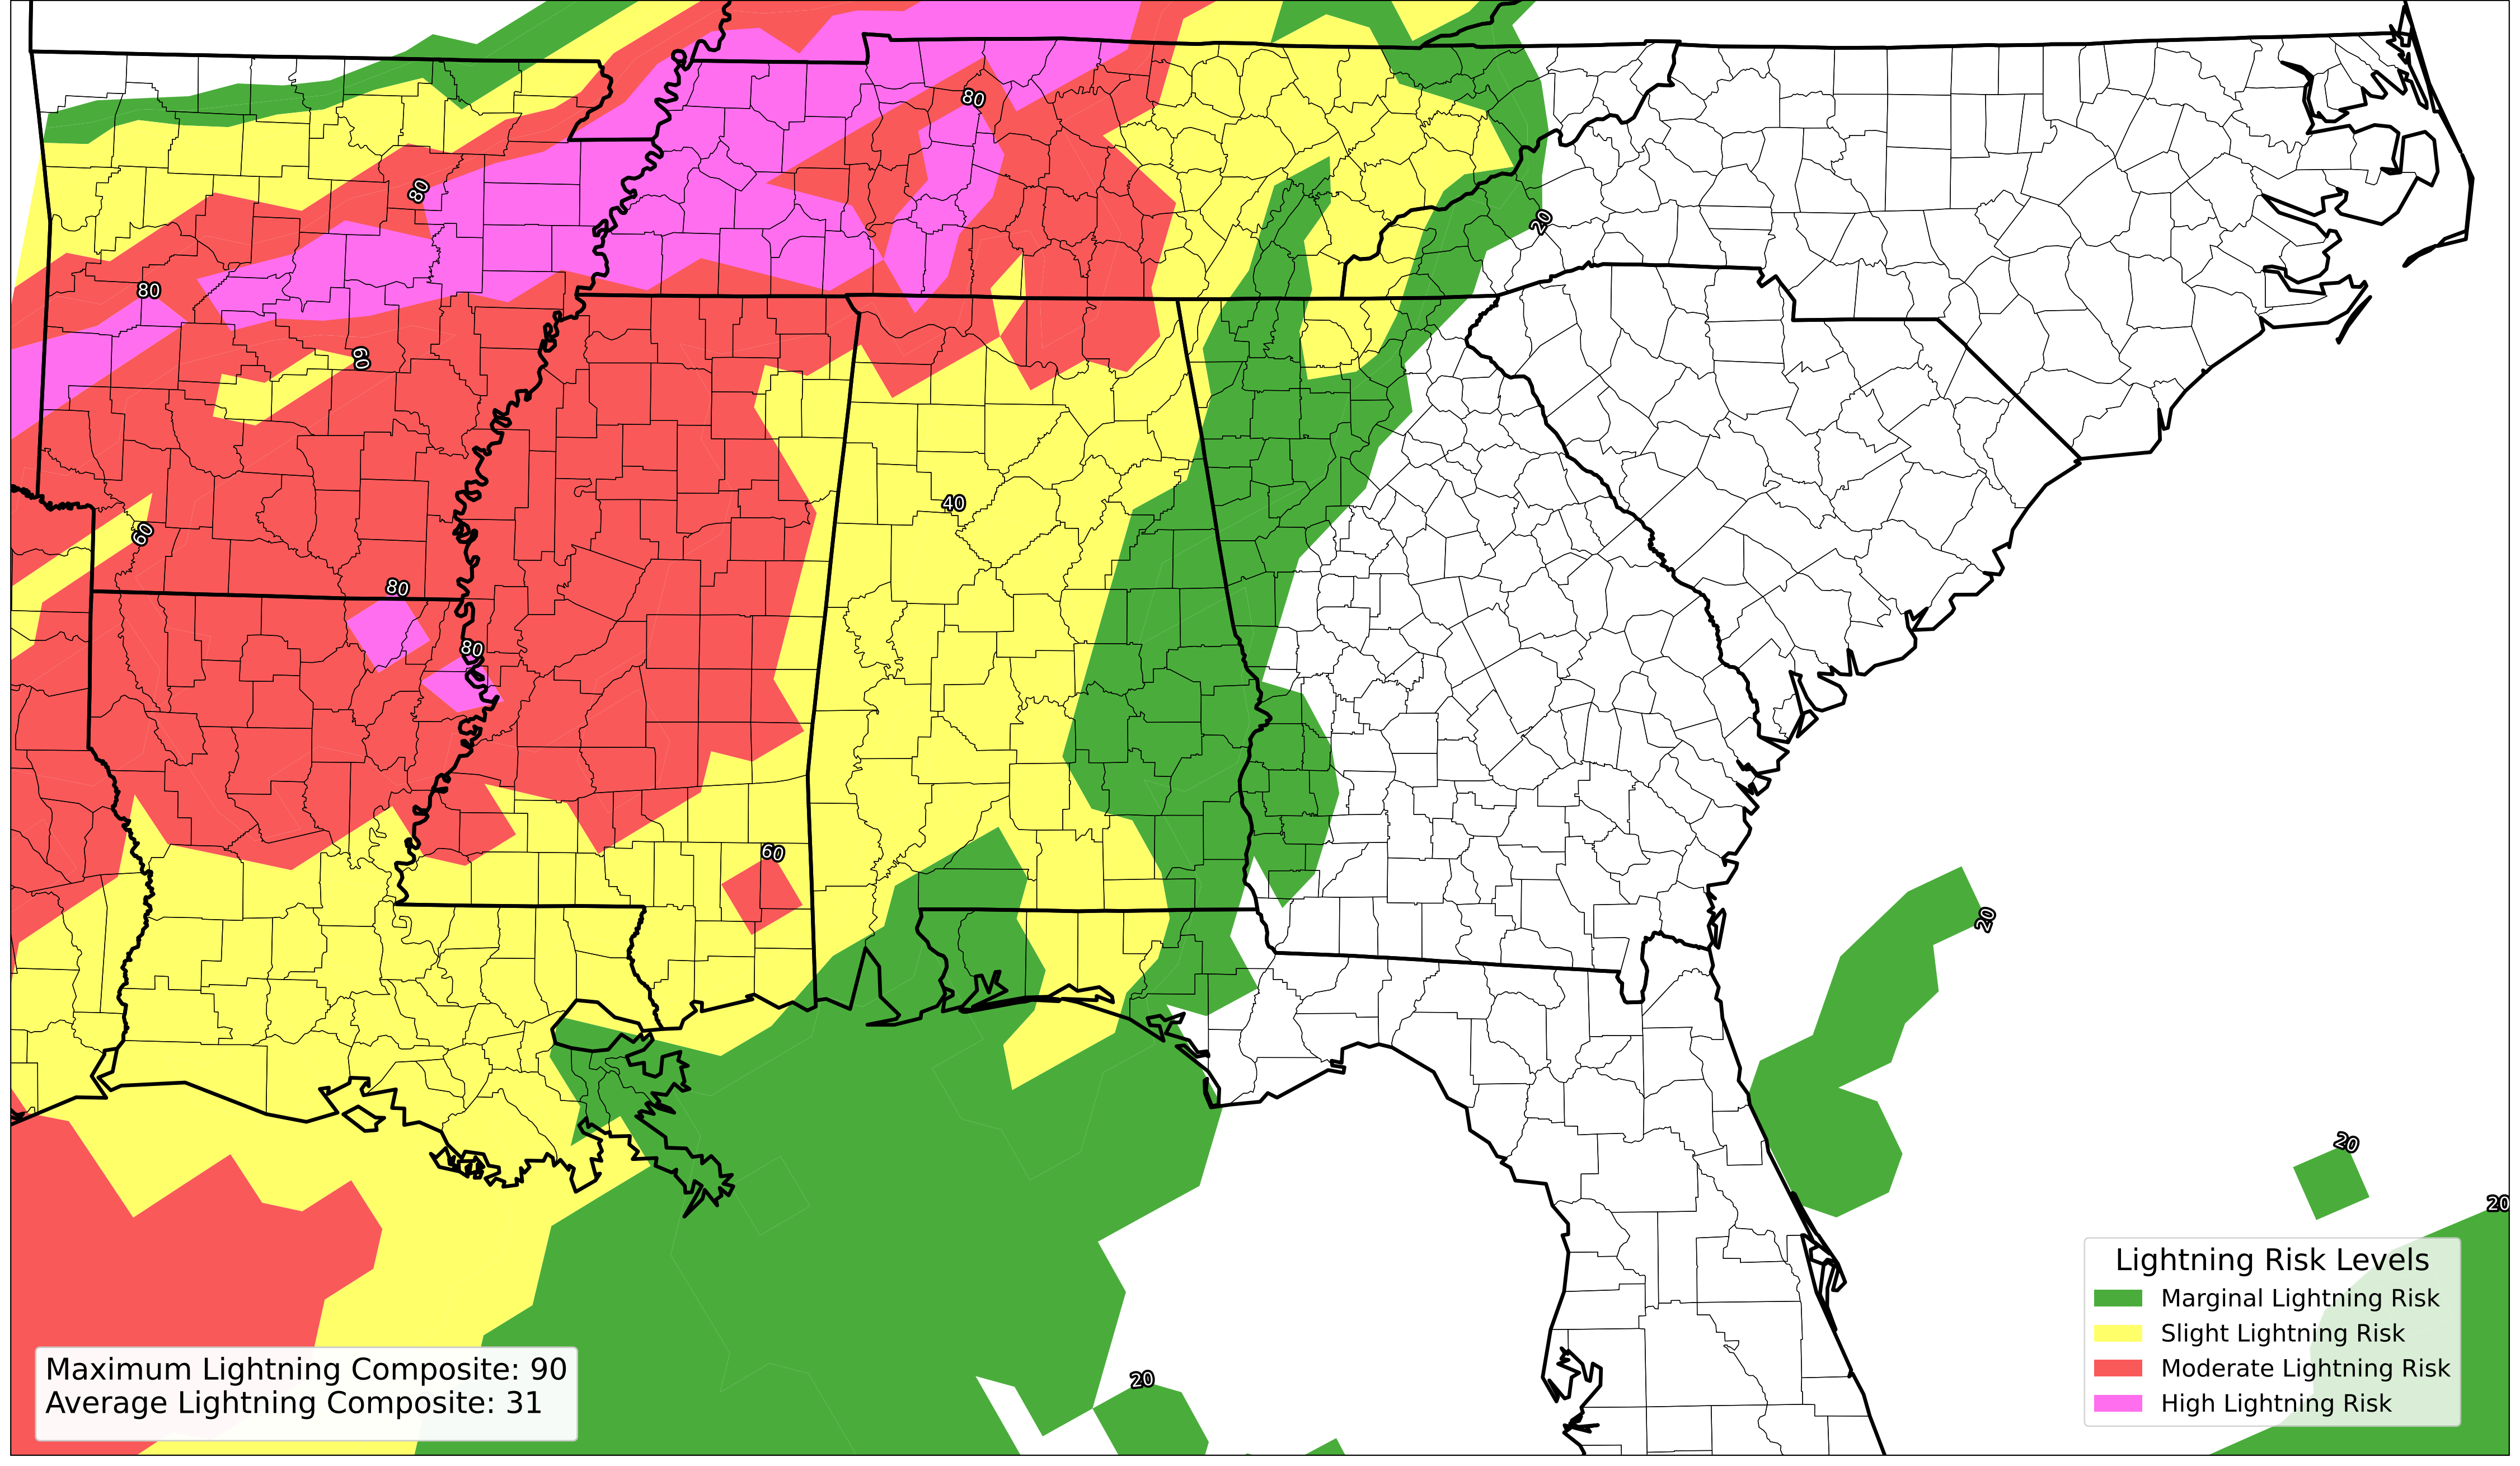 80
80
20
80
60
40
60
80
80
60
20
20
20
Lightning Risk Levels
Marginal Lightning Risk
Slight Lightning Risk
Moderate Lightning Risk
High Lightning Risk
Maximum Lightning Composite: 90
Average Lightning Composite: 31
20